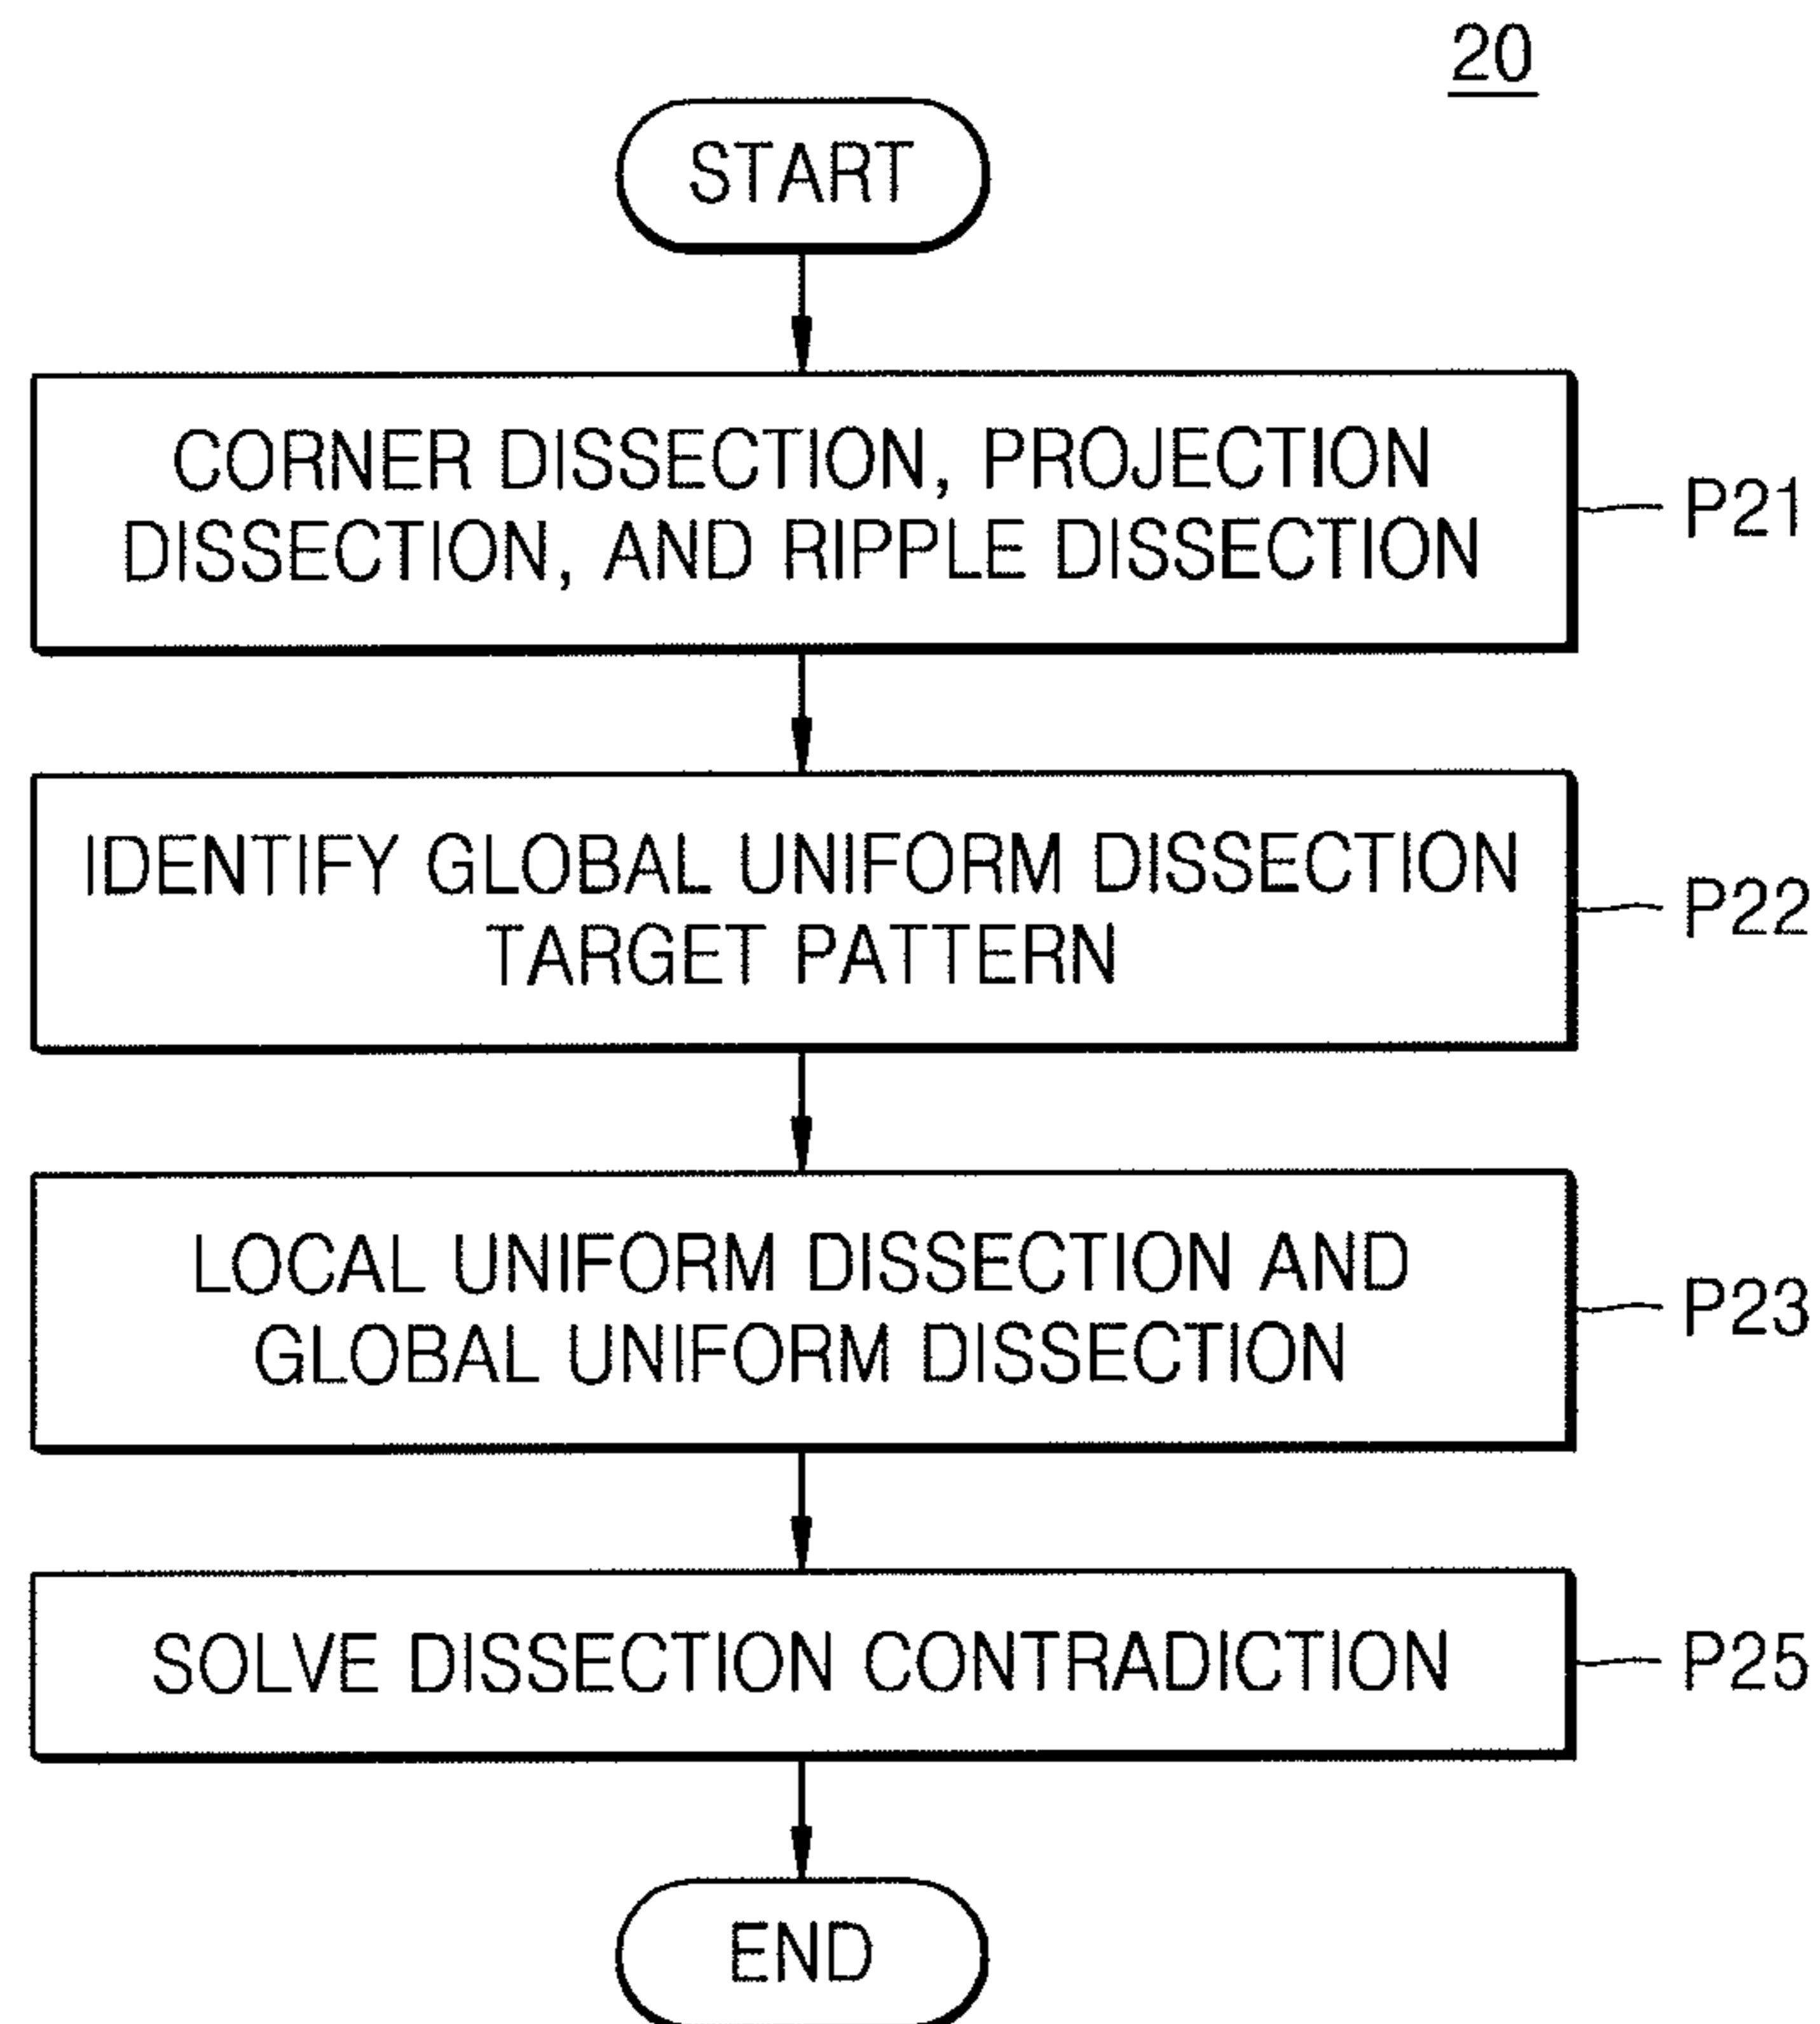 20
START
CORNER DISSECTION, PROJECTION
DISSECTION, AND RIPPLE DISSECTION
P21
IDENTIFY GLOBAL UNIFORM DISSECTION
TARGET PATTERN
P22
LOCAL UNIFORM DISSECTION AND
GLOBAL UNIFORM DISSECTION
P23
SOLVE DISSECTION CONTRADICTION
P25
END